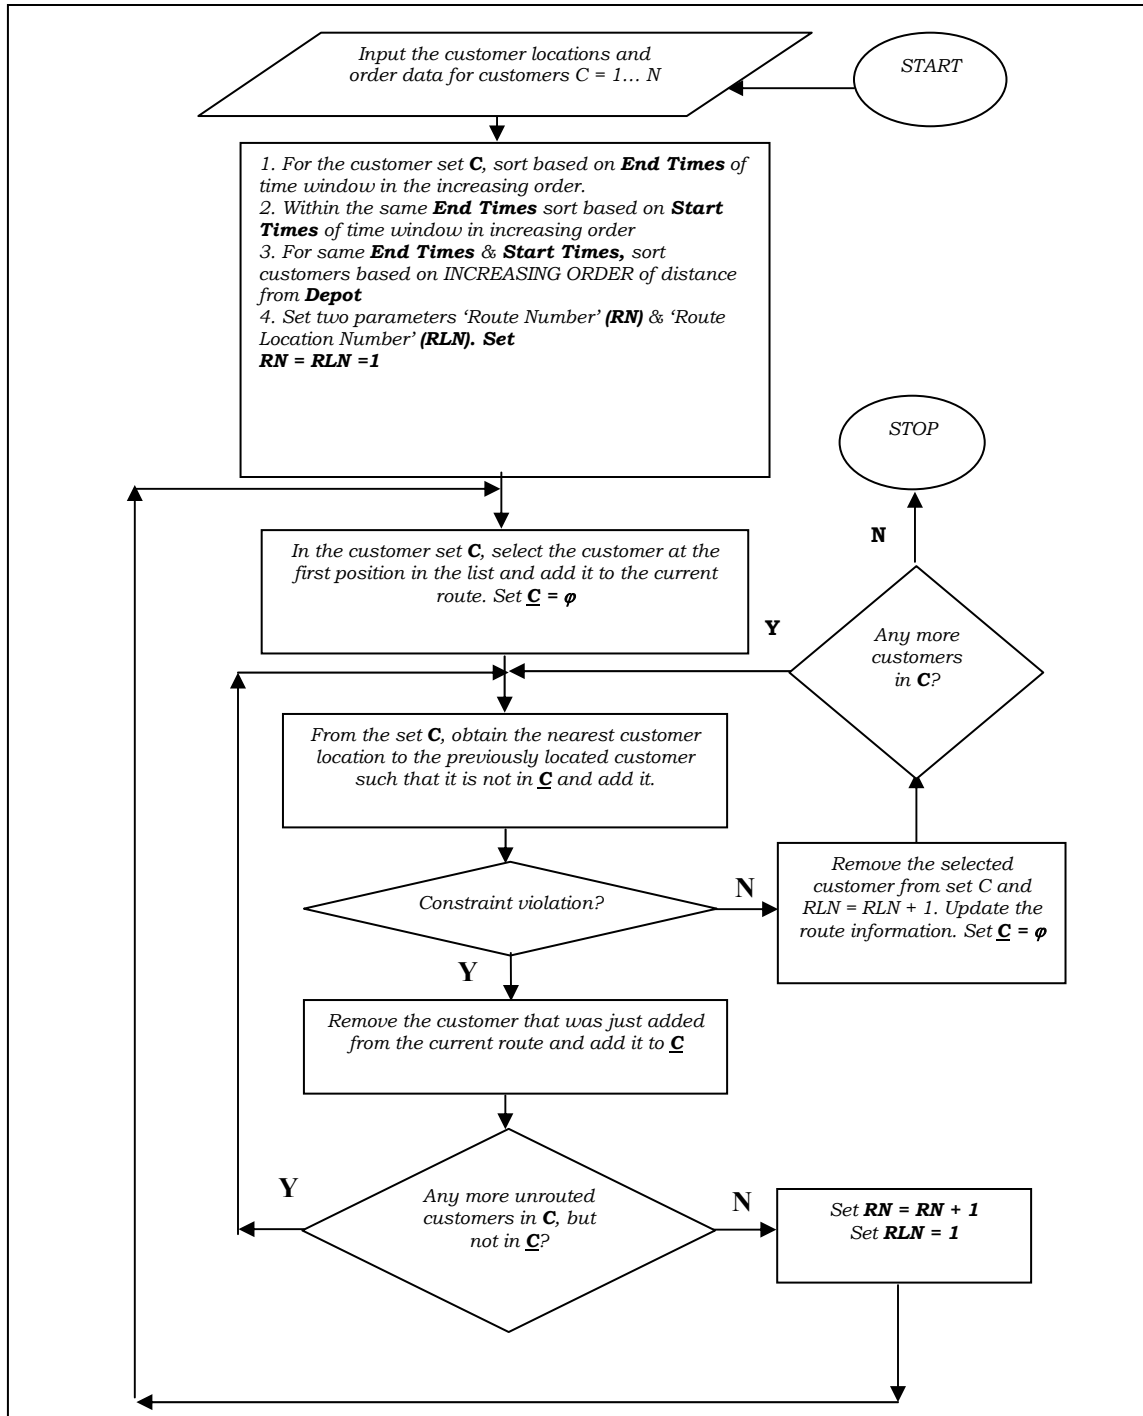 Input the customer locations and
order data for customers C = 1… N
START
1. For the customer set C, sort based on End Times of
time window in the increasing order.
2. Within the same End Times sort based on Start
Times of time window in increasing order
3. For same End Times & Start Times, sort
customers based on INCREASING ORDER of distance
from Depot
4. Set two parameters ‘Route Number’ (RN) & ‘Route
Location Number’ (RLN). Set
RN = RLN =1
STOP
N
In the customer set C, select the customer at the
first position in the list and add it to the current
route. Set C = φ
Y
Any more
customers
in C?
From the set C, obtain the nearest customer
location to the previously located customer
such that it is not in C and add it.
Constraint violation?
N
Remove the selected
customer from set C and
RLN = RLN + 1. Update the
route information. Set C = φ
Y
Remove the customer that was just added
from the current route and add it to C
Y
Any more unrouted
customers in C, but
not in C?
N
Set RN = RN + 1
Set RLN = 1